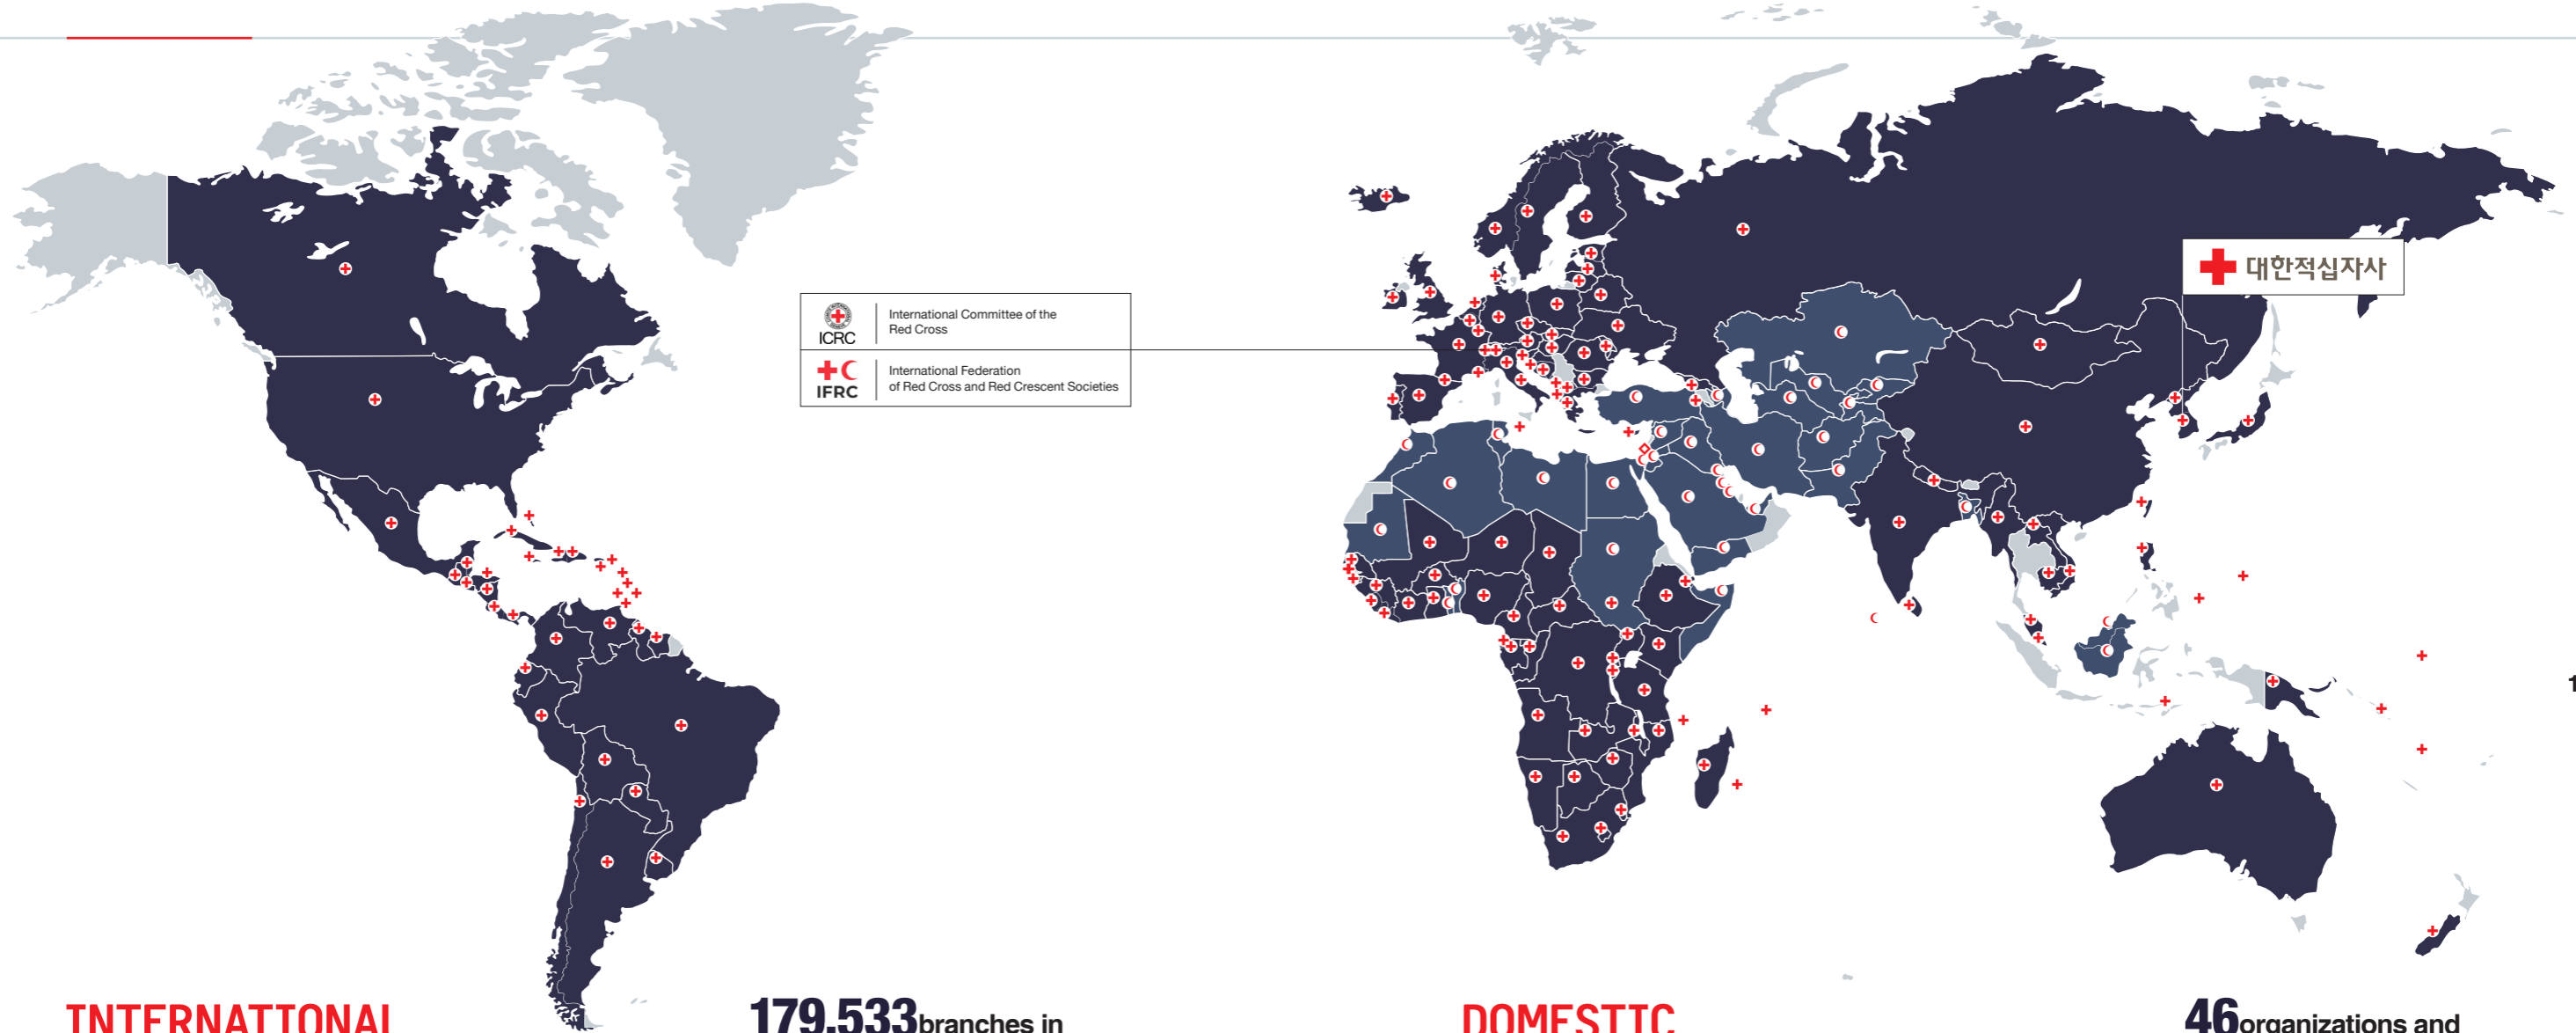 대한적십자사
ICRC
International Committee of the
Red Cross
IFRC
International Federation
of Red Cross and Red Crescent Societies
1
INTERNATIONAL
179,533 branches in
DOMESTIC
46 organizations and